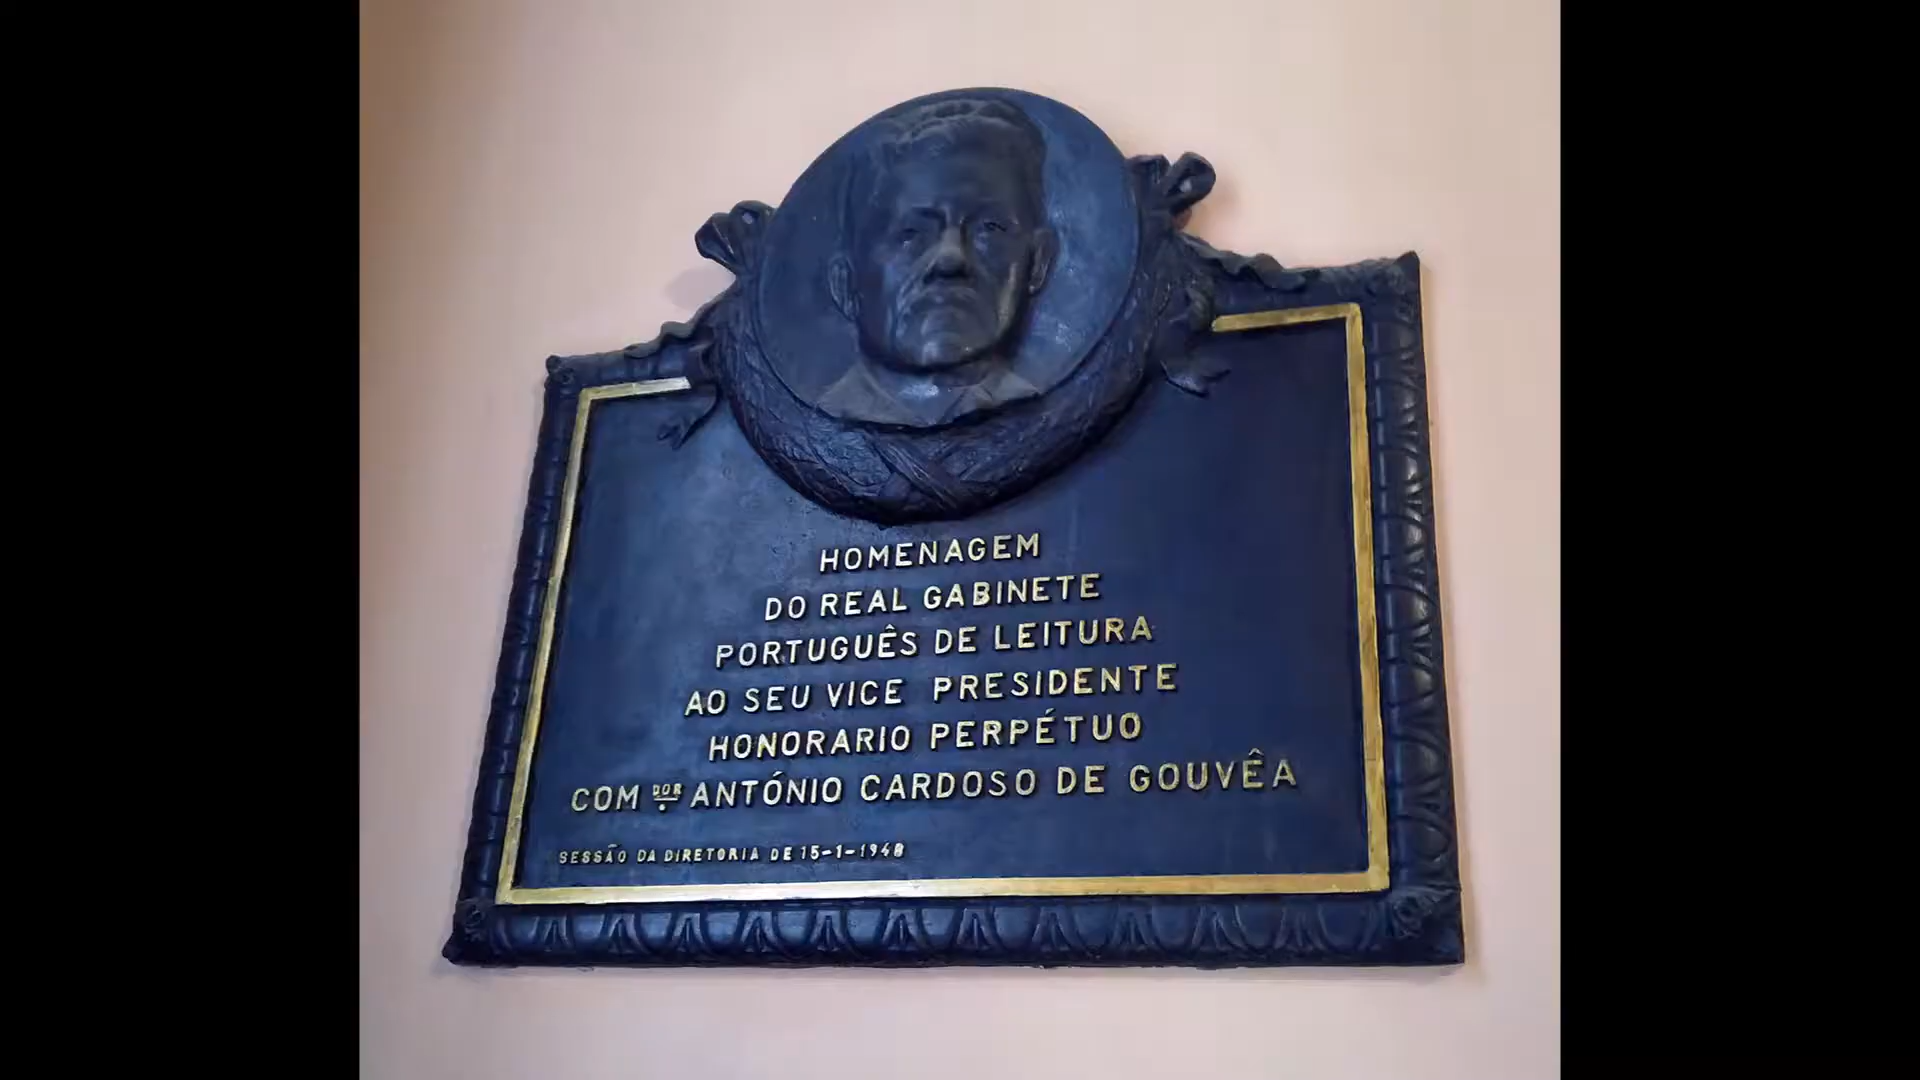 HOMENAGEM
DO REAL GABINETE
PORTUGUÊS DE LEITURA
AO SEU VICE PRESIDENTE
HONORARIO PERPÉTUO
COM DOR. ANTÓNIO CARDOSO DE GOUVÊA
SESSÃO DA DIRETORIA DE 15-1-1948